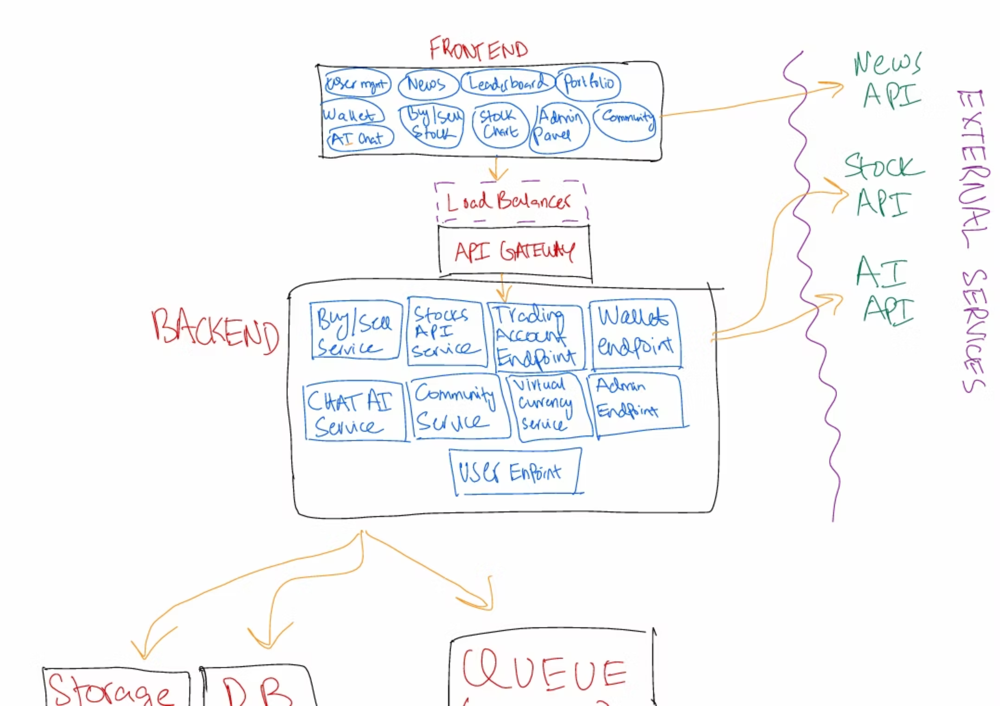 FRONTEND
User mgnt
News
Leaderboard
Portfolio
Wallet
Buy/Sell
Stock
Stock
Chart
Admin
Panel
Community
AI Chat
Load Balancer
API GATEWAY
BACKEND
Buy/Sell
Service
Stocks
API
Service
Trading
Account
EndPoint
Wallet
endpoint
CHAT AI
Service
Community
Service
Virtual
Currency
Service
Admin
EndPoint
USer EnPoint
Storage
DB
QUEUE
News
API
Stock
API
AI
API
EXTERNAL SERVICES